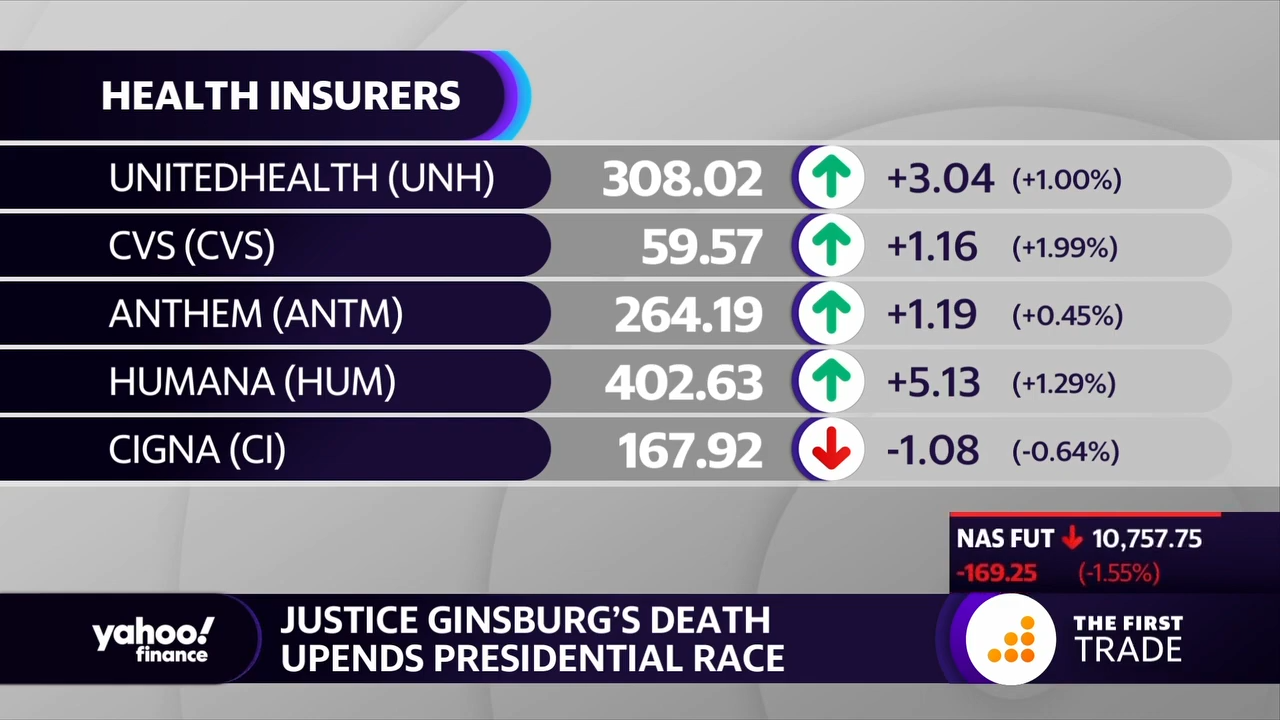 HEALTH INSURERS
UNITEDHEALTH (UNH) 308.02 +3.04 (+1.00%)
CVS (CVS) 59.57 +1.16 (+1.99%)
ANTHEM (ANTM) 264.19 +1.19 (+0.45%)
HUMANA (HUM) 402.63 +5.13 (+1.29%)
CIGNA (CI) 167.92 -1.08 (-0.64%)
NAS FUT 10,757.75
-169.25 (-1.55%)
yahoo!
finance
JUSTICE GINSBURG'S DEATH
UPENDS PRESIDENTIAL RACE
THE FIRST
TRADE